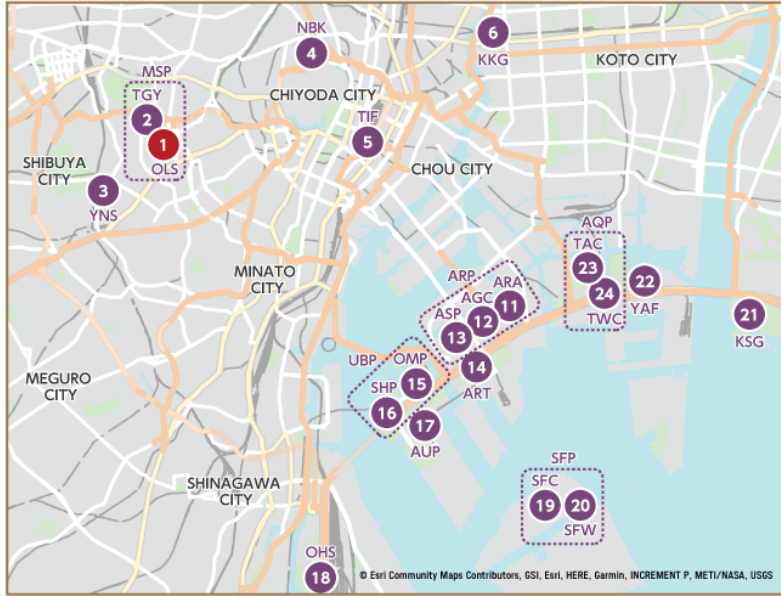 NBK
4
6
KKG
KOTO CITY
MSP
TGY
2
1
OLS
CHIYODA CITY
TIF
5
SHIBUYA
CITY
3
YNS
CHOU CITY
MINATO
CITY
AQP
TAC
23
24
TWC
22
YAF
21
KSG
ARP
ARA
AGC
ASP
11
12
13
14
ART
UBP
OMP
SHP
15
16
17
AUP
MEGURO
CITY
SHINAGAWA
CITY
SFP
SFC
19
20
SFW
OHS
18
© Esri Community Maps Contributors, GSI, Esri, HERE, Garmin, INCREMENT P, METI/NASA, USGS